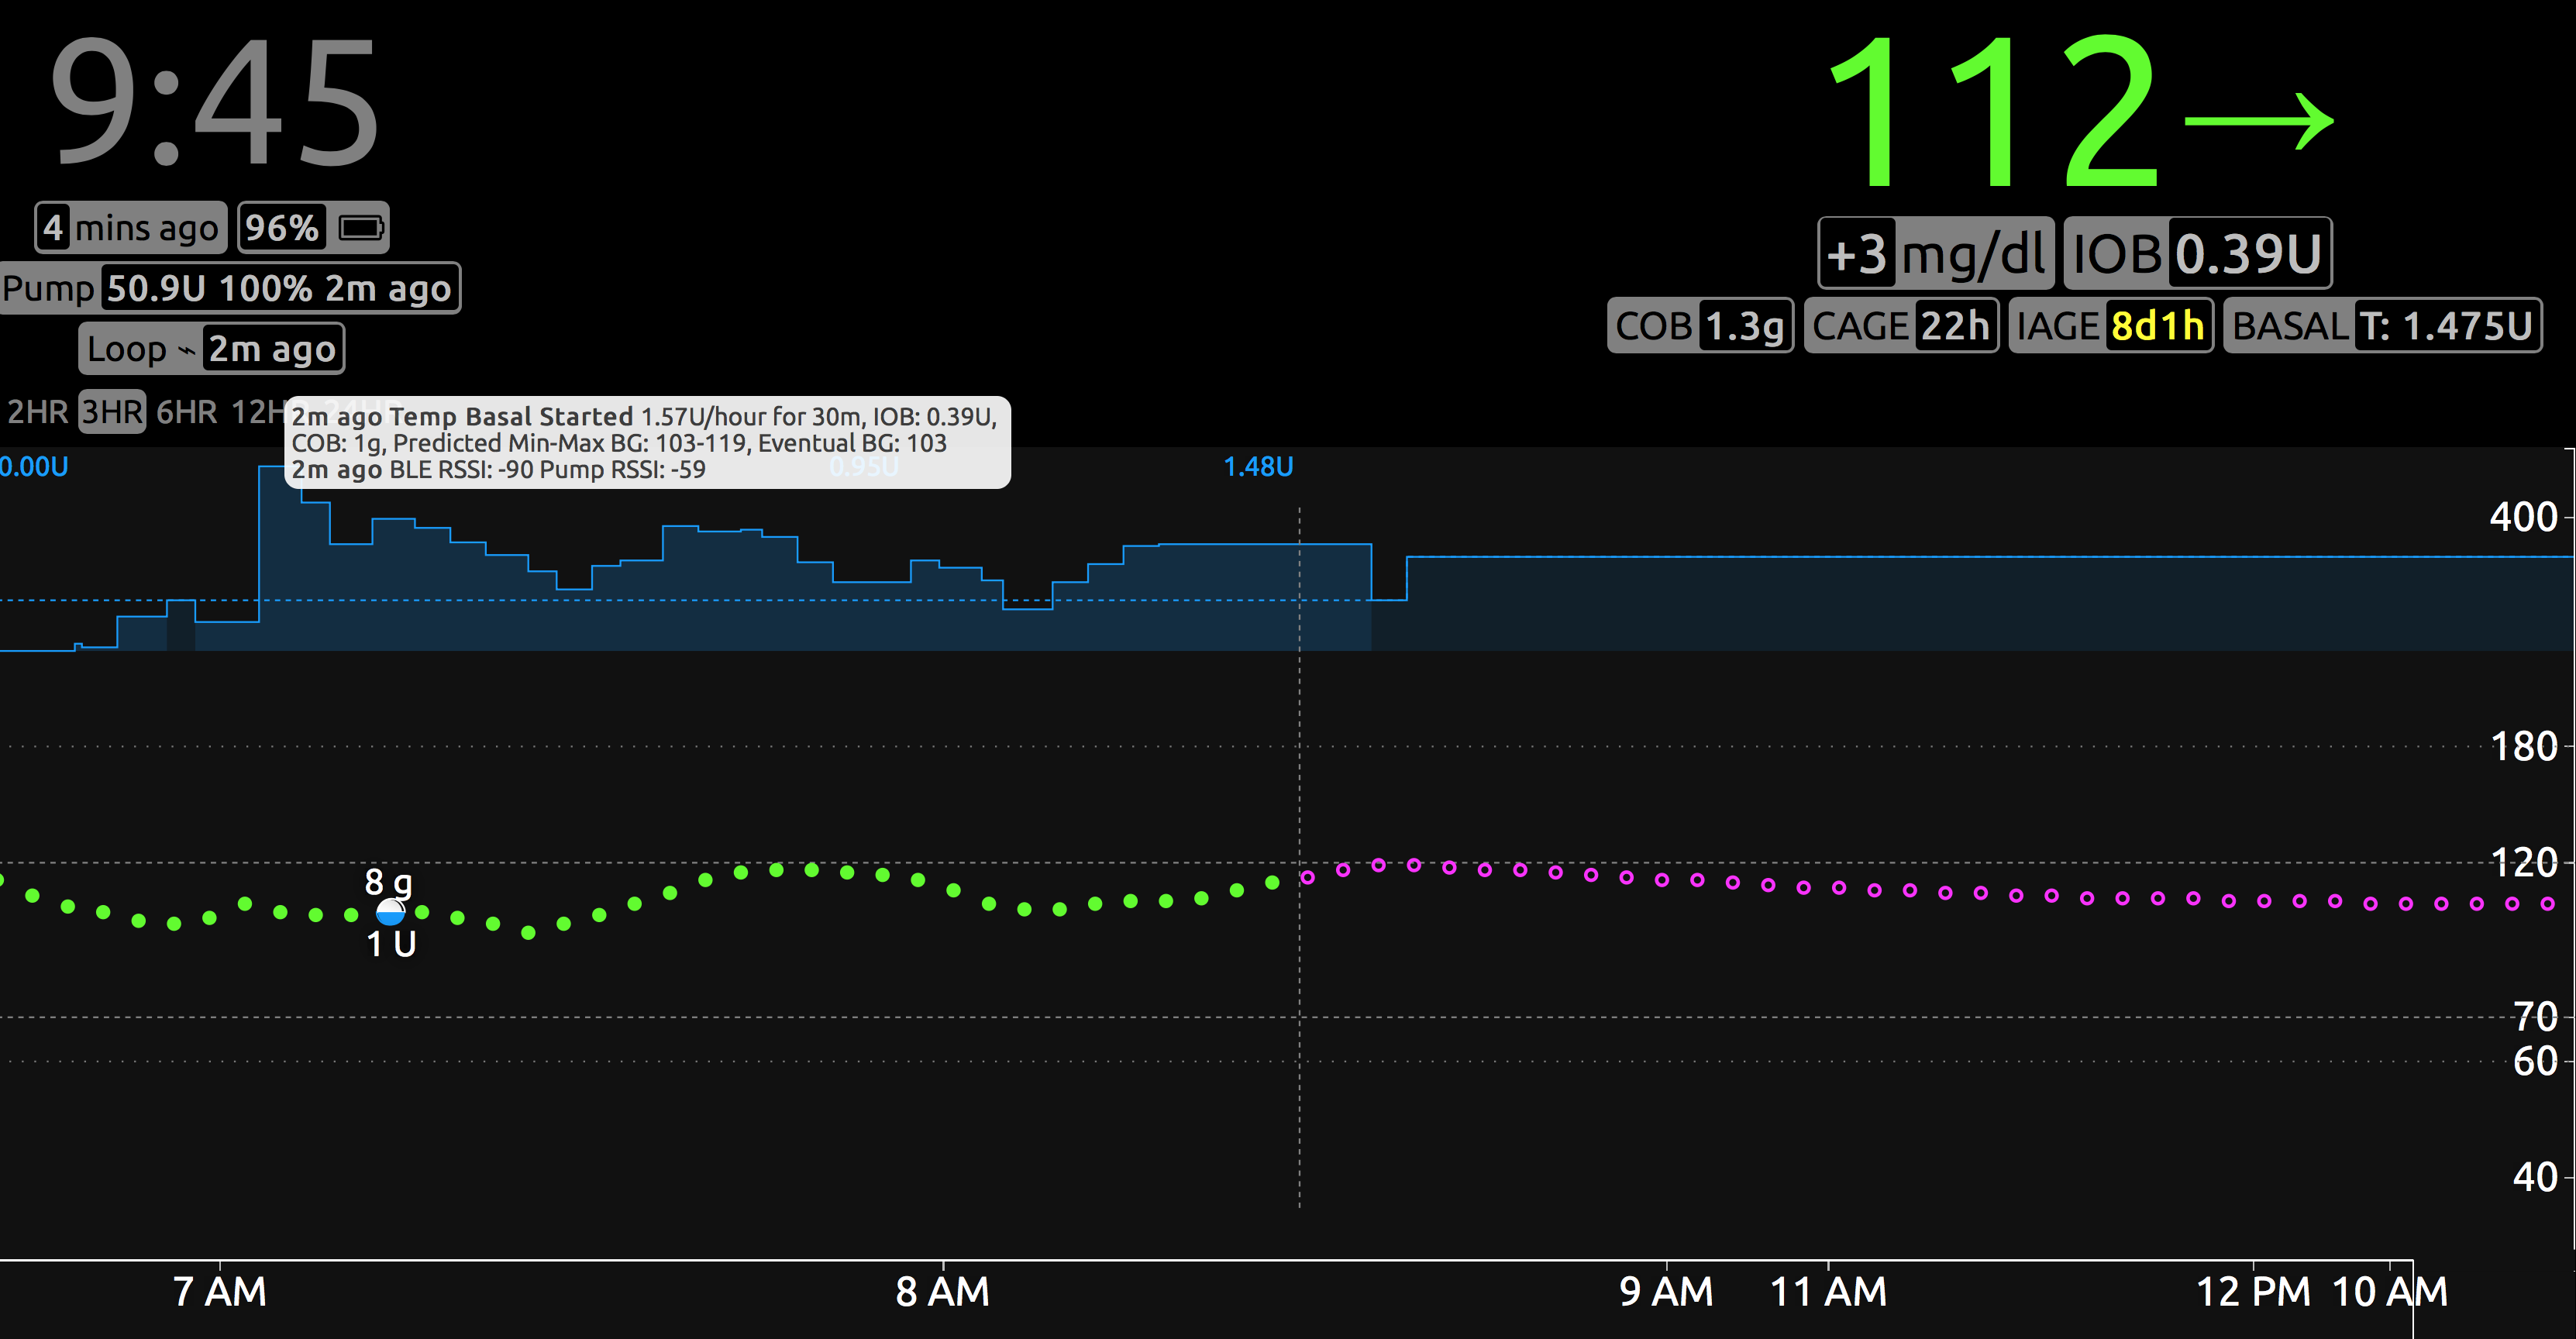 9:45
112→
4 mins ago 96%
+3 mg/dl IOB 0.39U
Pump 50.9U 100% 2m ago
COB 1.3g CAGE 22h IAGE 8d1h BASAL T: 1.475U
Loop ⌁ 2m ago
2HR 3HR 6HR 12HR 24HR
2m ago Temp Basal Started 1.57U/hour for 30m, IOB: 0.39U,
COB: 1g, Predicted Min-Max BG: 103-119, Eventual BG: 103
2m ago BLE RSSI: -90 Pump RSSI: -59
0.00U 0.95U 1.48U
400
180
120
8 g
1 U
70
60
40
7 AM 8 AM 9 AM 11 AM 12 PM 10 AM